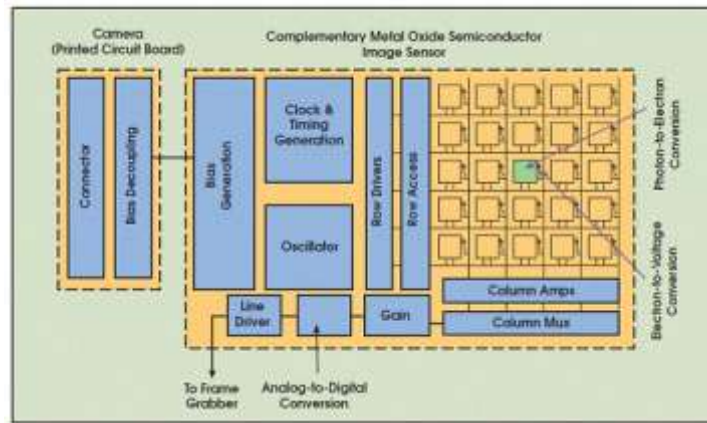 Camera
(Printed Circuit Board)
Complementary Metal Oxide Semiconductor
Image Sensor
Connector
Bias Decoupling
Bias
Generation
Clock &
Timing
Generation
Oscillator
Row Drivers
Row Access
Line
Driver
Gain
Column Amps
Column Mux
To Frame
Grabber
Analog-to-Digital
Conversion
Photon-to-Electron
Conversion
Electron-to-Voltage
Conversion